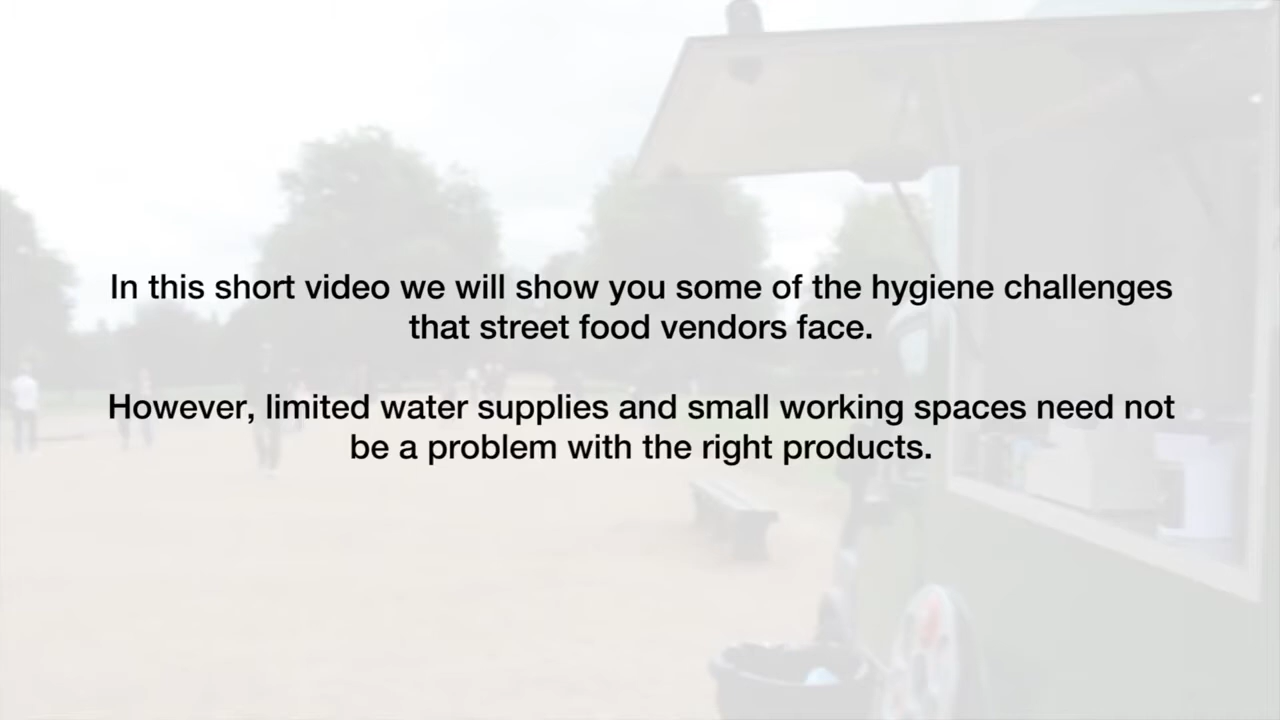 In this short video we will show you some of the hygiene challenges
that street food vendors face.
However, limited water supplies and small working spaces need not
be a problem with the right products.